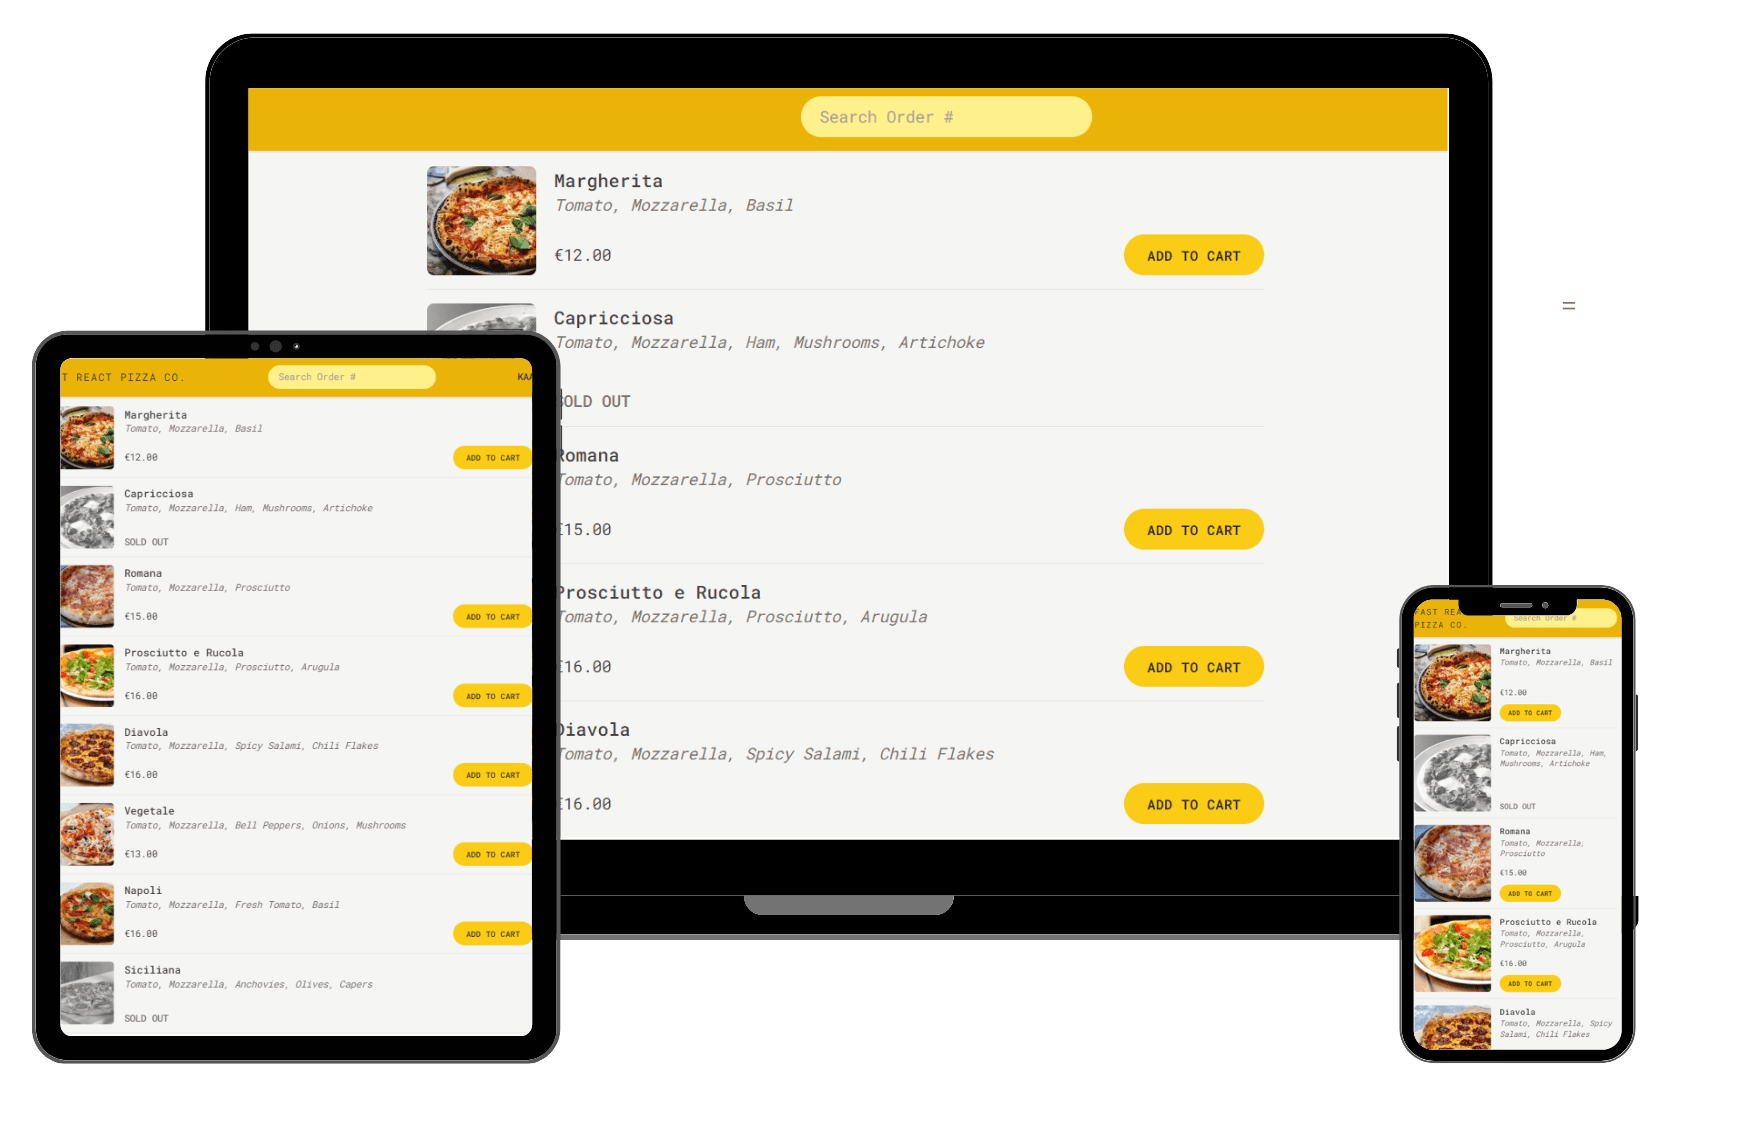 Search Order #
Margherita
Tomato, Mozzarella, Basil
€12.00
ADD TO CART
Capricciosa
Tomato, Mozzarella, Ham, Mushrooms, Artichoke
SOLD OUT
Romana
Tomato, Mozzarella, Prosciutto
€15.00
ADD TO CART
Prosciutto e Rucola
Tomato, Mozzarella, Prosciutto, Arugula
€16.00
ADD TO CART
Diavola
Tomato, Mozzarella, Spicy Salami, Chili Flakes
€16.00
ADD TO CART
T REACT PIZZA CO.
Search Order #
KAA
Margherita
Tomato, Mozzarella, Basil
€12.00
ADD TO CART
Capricciosa
Tomato, Mozzarella, Ham, Mushrooms, Artichoke
SOLD OUT
Romana
Tomato, Mozzarella, Prosciutto
€15.00
ADD TO CART
Prosciutto e Rucola
Tomato, Mozzarella, Prosciutto, Arugula
€16.00
ADD TO CART
Diavola
Tomato, Mozzarella, Spicy Salami, Chili Flakes
€16.00
ADD TO CART
Vegetale
Tomato, Mozzarella, Bell Peppers, Onions, Mushrooms
€13.00
ADD TO CART
Napoli
Tomato, Mozzarella, Fresh Tomato, Basil
€16.00
ADD TO CART
Siciliana
Tomato, Mozzarella, Anchovies, Olives, Capers
SOLD OUT
FAST REA
PIZZA CO.
Search Order #
Margherita
Tomato, Mozzarella, Basil
€12.00
ADD TO CART
Capricciosa
Tomato, Mozzarella, Ham,
Mushrooms, Artichoke
SOLD OUT
Romana
Tomato, Mozzarella,
Prosciutto
€15.00
ADD TO CART
Prosciutto e Rucola
Tomato, Mozzarella,
Prosciutto, Arugula
€16.00
ADD TO CART
Diavola
Tomato, Mozzarella, Spicy
Salami, Chili Flakes